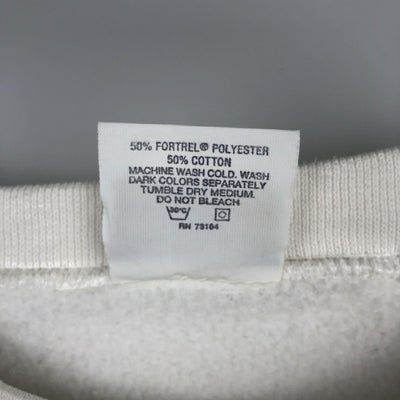 50% FORTREL® POLYESTER
50% COTTON
MACHINE WASH COLD. WASH
DARK COLORS SEPARATELY
TUMBLE DRY MEDIUM.
DO NOT BLEACH.
30°C
RN 73184